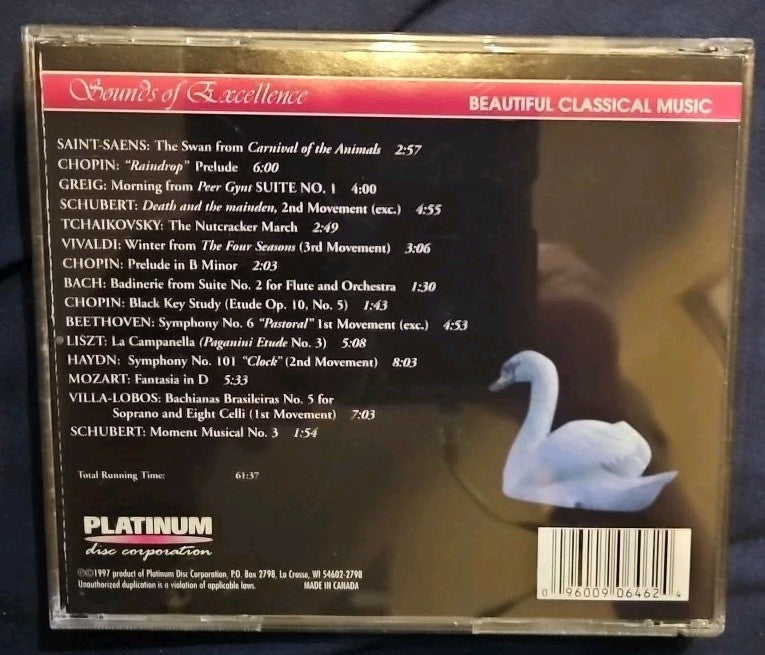 Sounds of Excellence
BEAUTIFUL CLASSICAL MUSIC
SAINT-SAENS: The Swan from Carnival of the Animals 2:57
CHOPIN: "Raindrop" Prelude 6:00
GREIG: Morning from Peer Gynt SUITE NO. 1 4:00
SCHUBERT: Death and the mainden, 2nd Movement (exc.) 4:55
TCHAIKOVSKY: The Nutcracker March 2:49
VIVALDI: Winter from The Four Seasons (3rd Movement) 3:06
CHOPIN: Prelude in B Minor 2:03
BACH: Badinerie from Suite No. 2 for Flute and Orchestra 1:30
CHOPIN: Black Key Study (Etude Op. 10, No. 5) 1:43
BEETHOVEN: Symphony No. 6 "Pastoral" 1st Movement (exc.) 4:53
LISZT: La Campanella (Paganini Etude No. 3) 5:08
HAYDN: Symphony No. 101 "Clock" (2nd Movement) 8:03
MOZART: Fantasia in D 5:33
VILLA-LOBOS: Bachianas Brasileiras No. 5 for
Soprano and Eight Celli (1st Movement) 7:03
SCHUBERT: Moment Musical No. 3 1:54
Total Running Time: 61:37
PLATINUM
disc corporation
℗©1997 product of Platinum Disc Corporation, P.O. Box 2798, La Crosse, WI 54602-2798
Unauthorized duplication is a violation of applicable laws. MADE IN CANADA
0 96009 06462 4